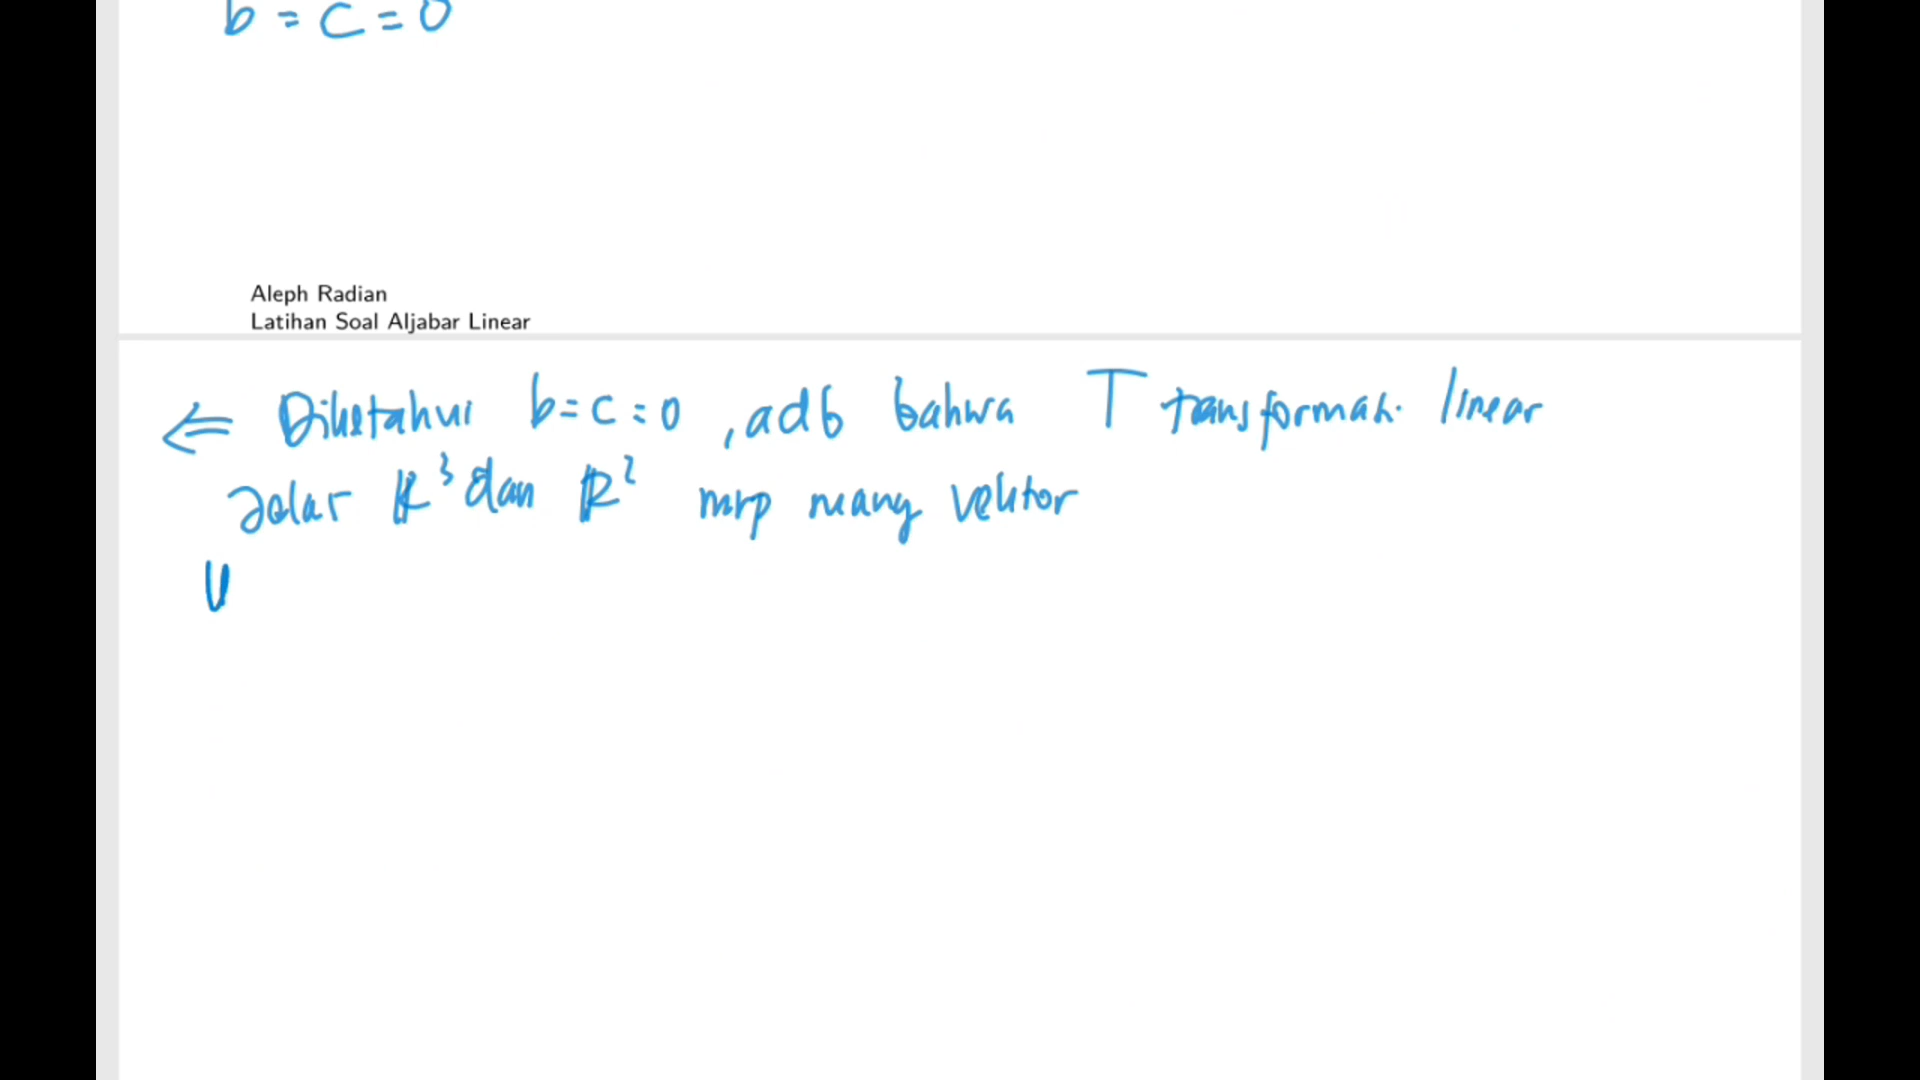 b = c = 0
Aleph Radian
Latihan Soal Aljabar Linear
⇐ Diketahui b = c = 0 , adb bahwa T transformasi linear
Jelas ℝ³ dan ℝ² mrp ruang vektor
U